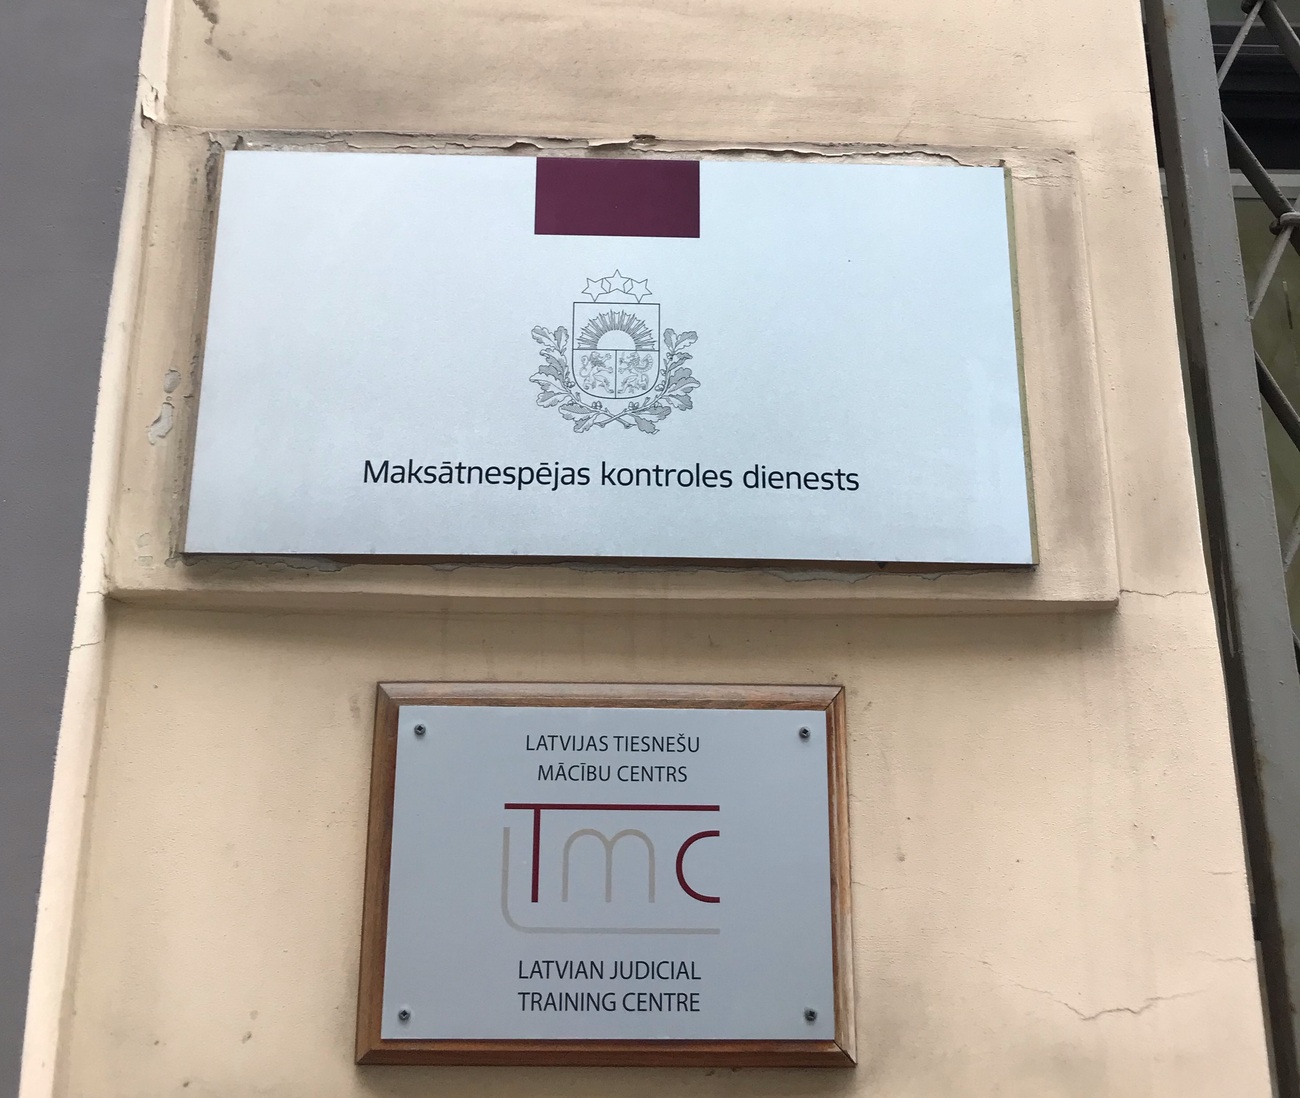 Maksātnespējas kontroles dienests
LATVIJAS TIESNEŠU
MĀCĪBU CENTRS
LTMC
LATVIAN JUDICIAL
TRAINING CENTRE